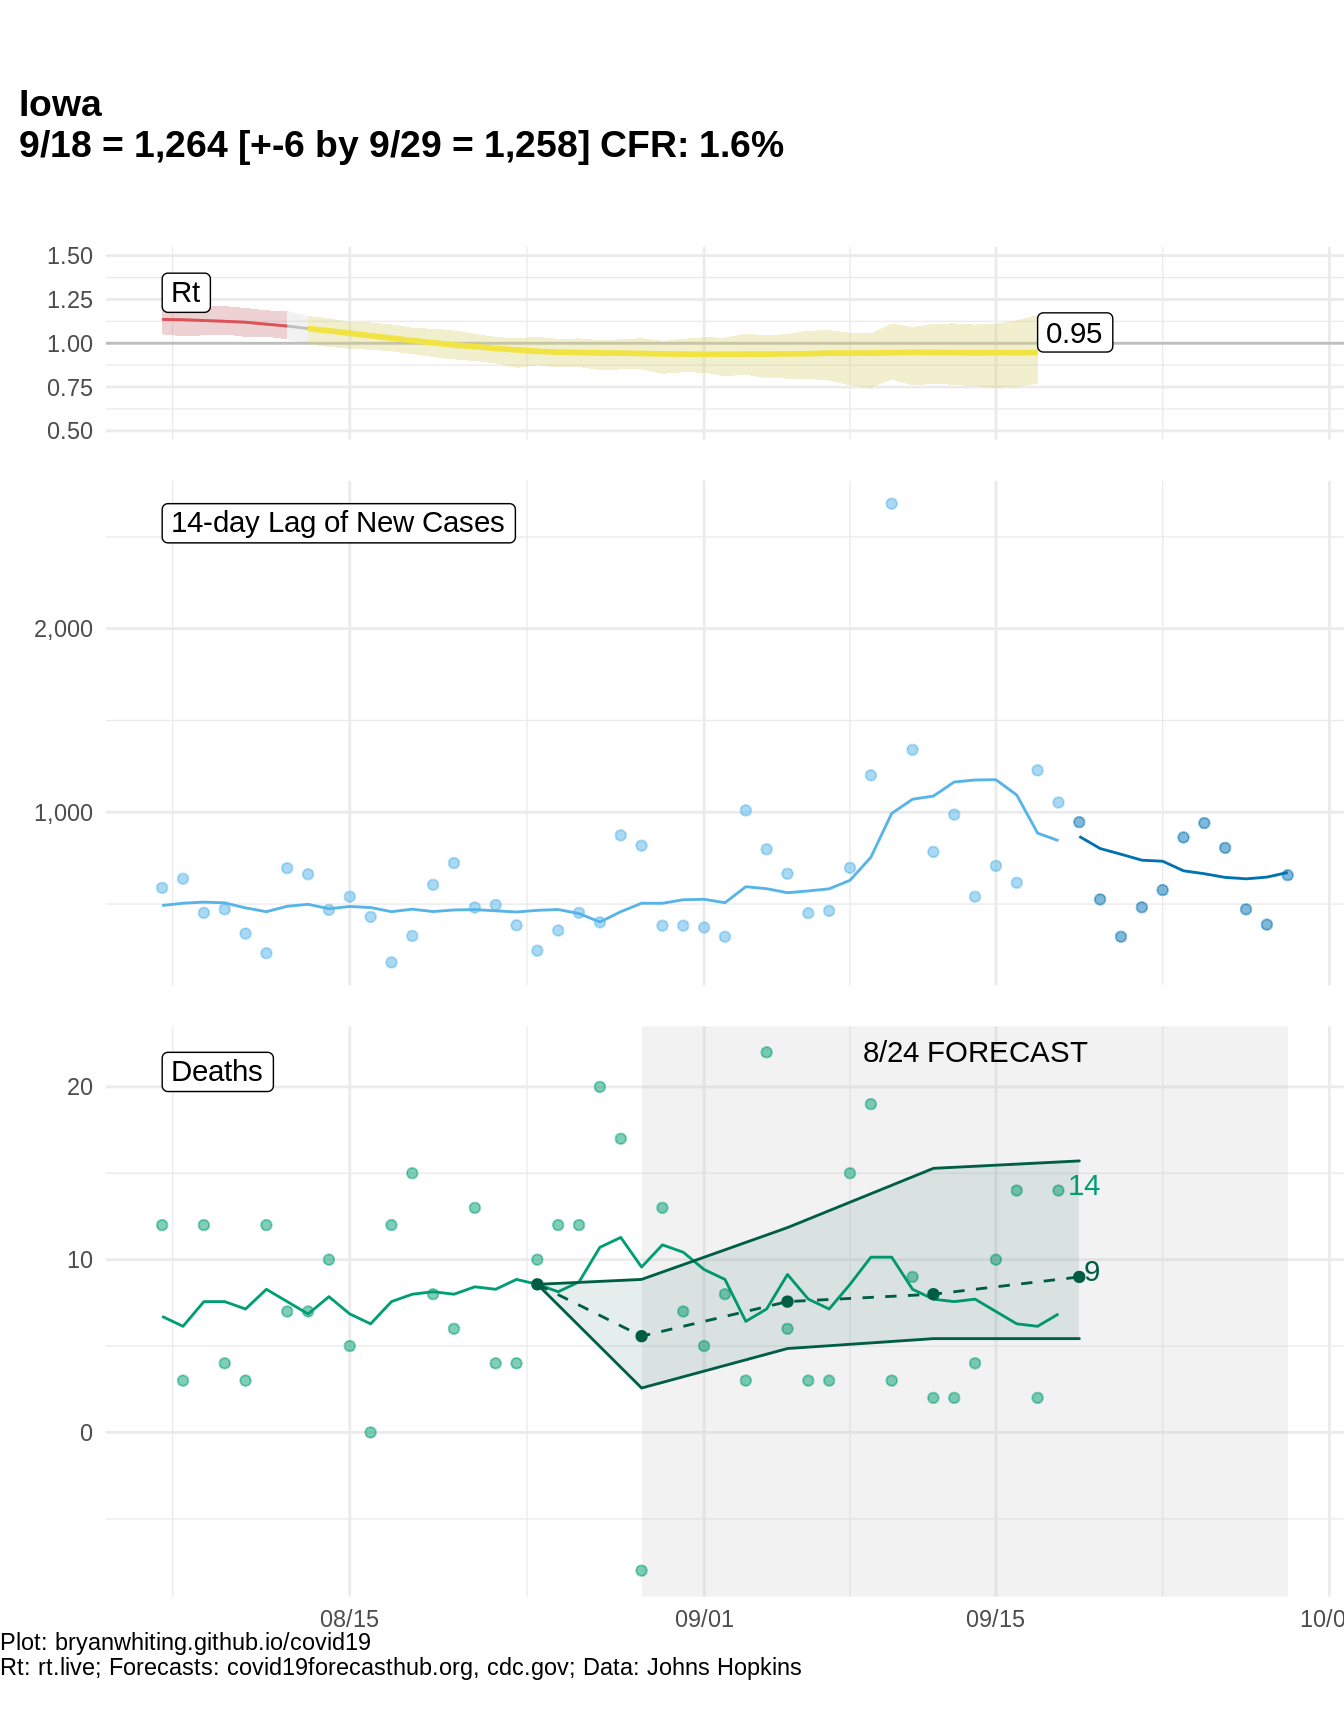 Iowa
9/18 = 1,264 [+-6 by 9/29 = 1,258] CFR: 1.6%
1.50
1.25
1.00
0.75
0.50
Rt
0.95
14-day Lag of New Cases
2,000
1,000
Deaths
8/24 FORECAST
20
10
0
14
9
08/15
09/01
09/15
10/0
Plot: bryanwhiting.github.io/covid19
Rt: rt.live; Forecasts: covid19forecasthub.org, cdc.gov; Data: Johns Hopkins